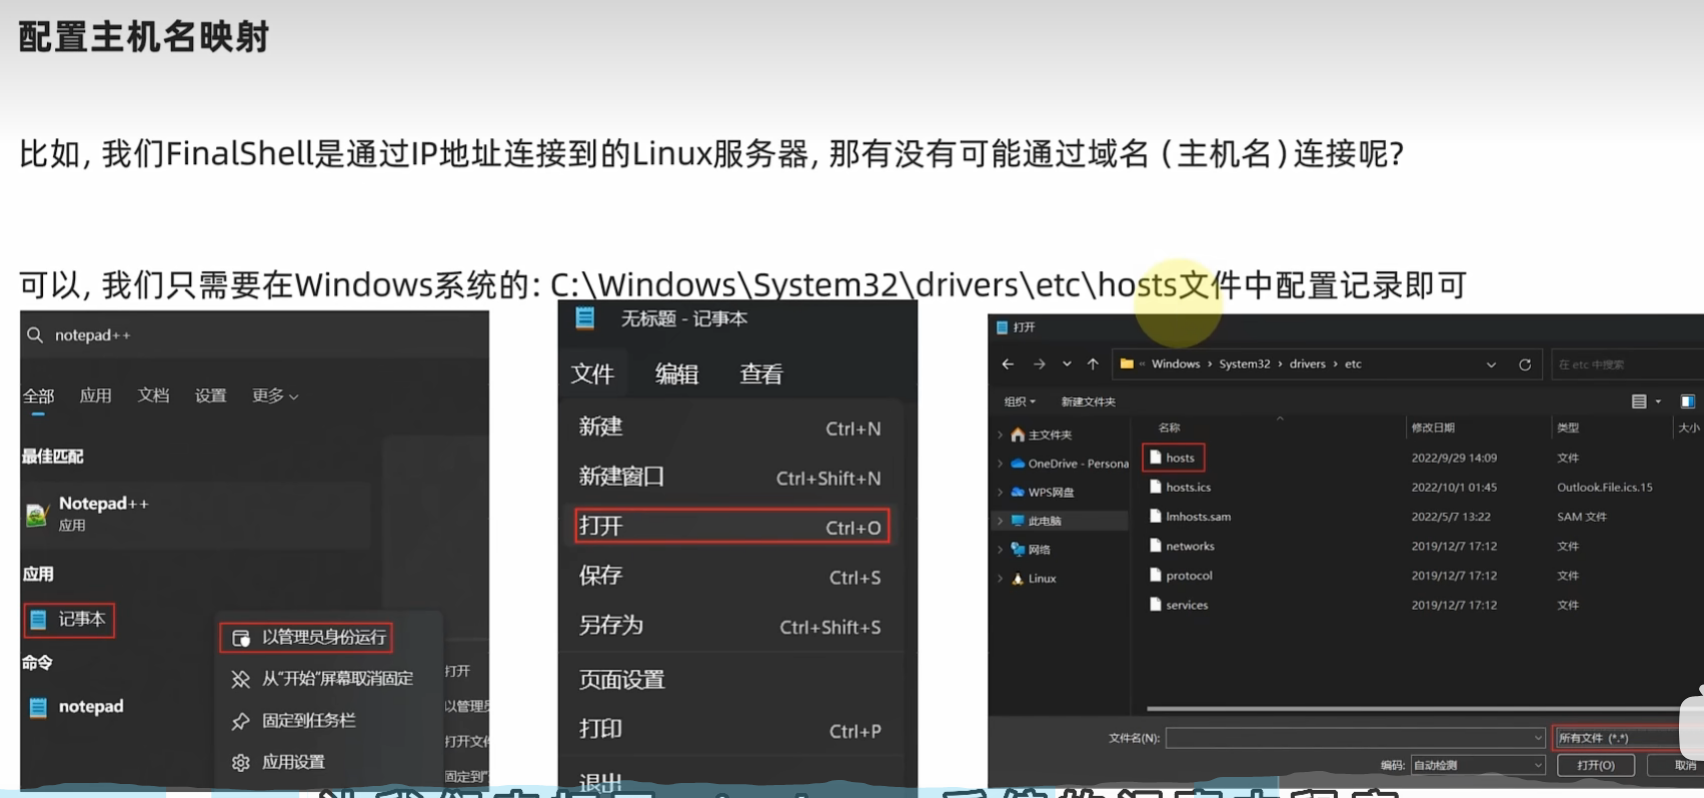 配置主机名映射
比如, 我们FinalShell是通过IP地址连接到的Linux服务器, 那有没有可能通过域名（主机名）连接呢?
可以, 我们只需要在Windows系统的: C:\Windows\System32\drivers\etc\hosts文件中配置记录即可
notepad++
全部 应用 文档 设置 更多
最佳匹配
Notepad++
应用
应用
记事本
命令
notepad
以管理员身份运行
从"开始"屏幕取消固定
固定到任务栏
应用设置
打开
以管理员
打开文件
固定到"
无标题 - 记事本
文件 编辑 查看
新建 Ctrl+N
新建窗口 Ctrl+Shift+N
打开 Ctrl+O
保存 Ctrl+S
另存为 Ctrl+Shift+S
页面设置
打印 Ctrl+P
退出
打开
« Windows › System32 › drivers › etc
在 etc 中搜索
组织 新建文件夹
主文件夹
OneDrive - Persona
WPS网盘
此电脑
网络
Linux
名称 修改日期 类型 大小
hosts 2022/9/29 14:09 文件
hosts.ics 2022/10/1 01:45 Outlook.File.ics.15
lmhosts.sam 2022/5/7 13:22 SAM 文件
networks 2019/12/7 17:12 文件
protocol 2019/12/7 17:12 文件
services 2019/12/7 17:12 文件
文件名(N): 所有文件 (*.*)
编码: 自动检测 打开(O) 取消